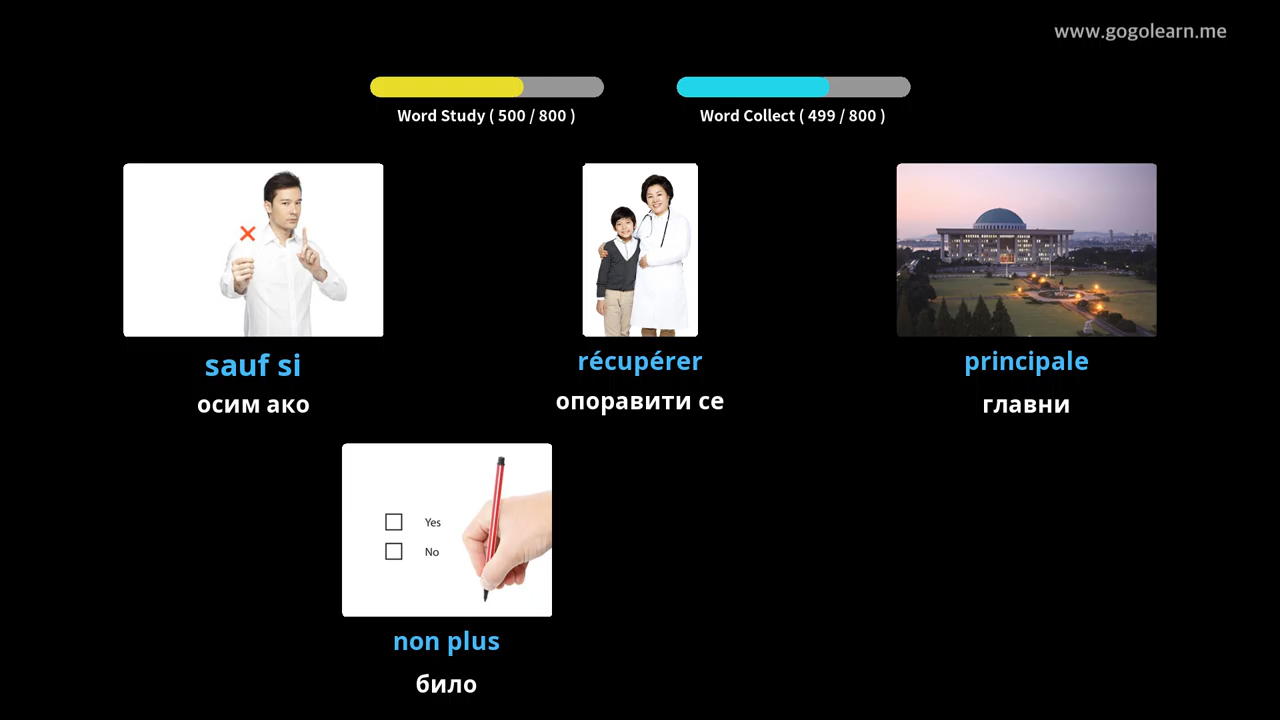 www.gogolearn.me
Word Study ( 500 / 800 )
Word Collect ( 499 / 800 )
sauf si
осим ако
récupérer
опоравити се
principale
главни
Yes
No
non plus
било